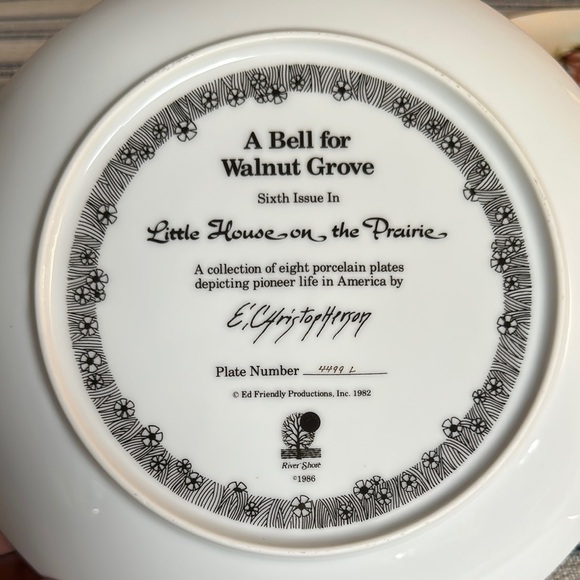 A Bell for
Walnut Grove
Sixth Issue in
Little House on the Prairie
A collection of eight porcelain plates
depicting pioneer life in America by
E. Christopherson
Plate Number 4499 L
© Ed Friendly Productions, Inc. 1982
River Shore
©1986